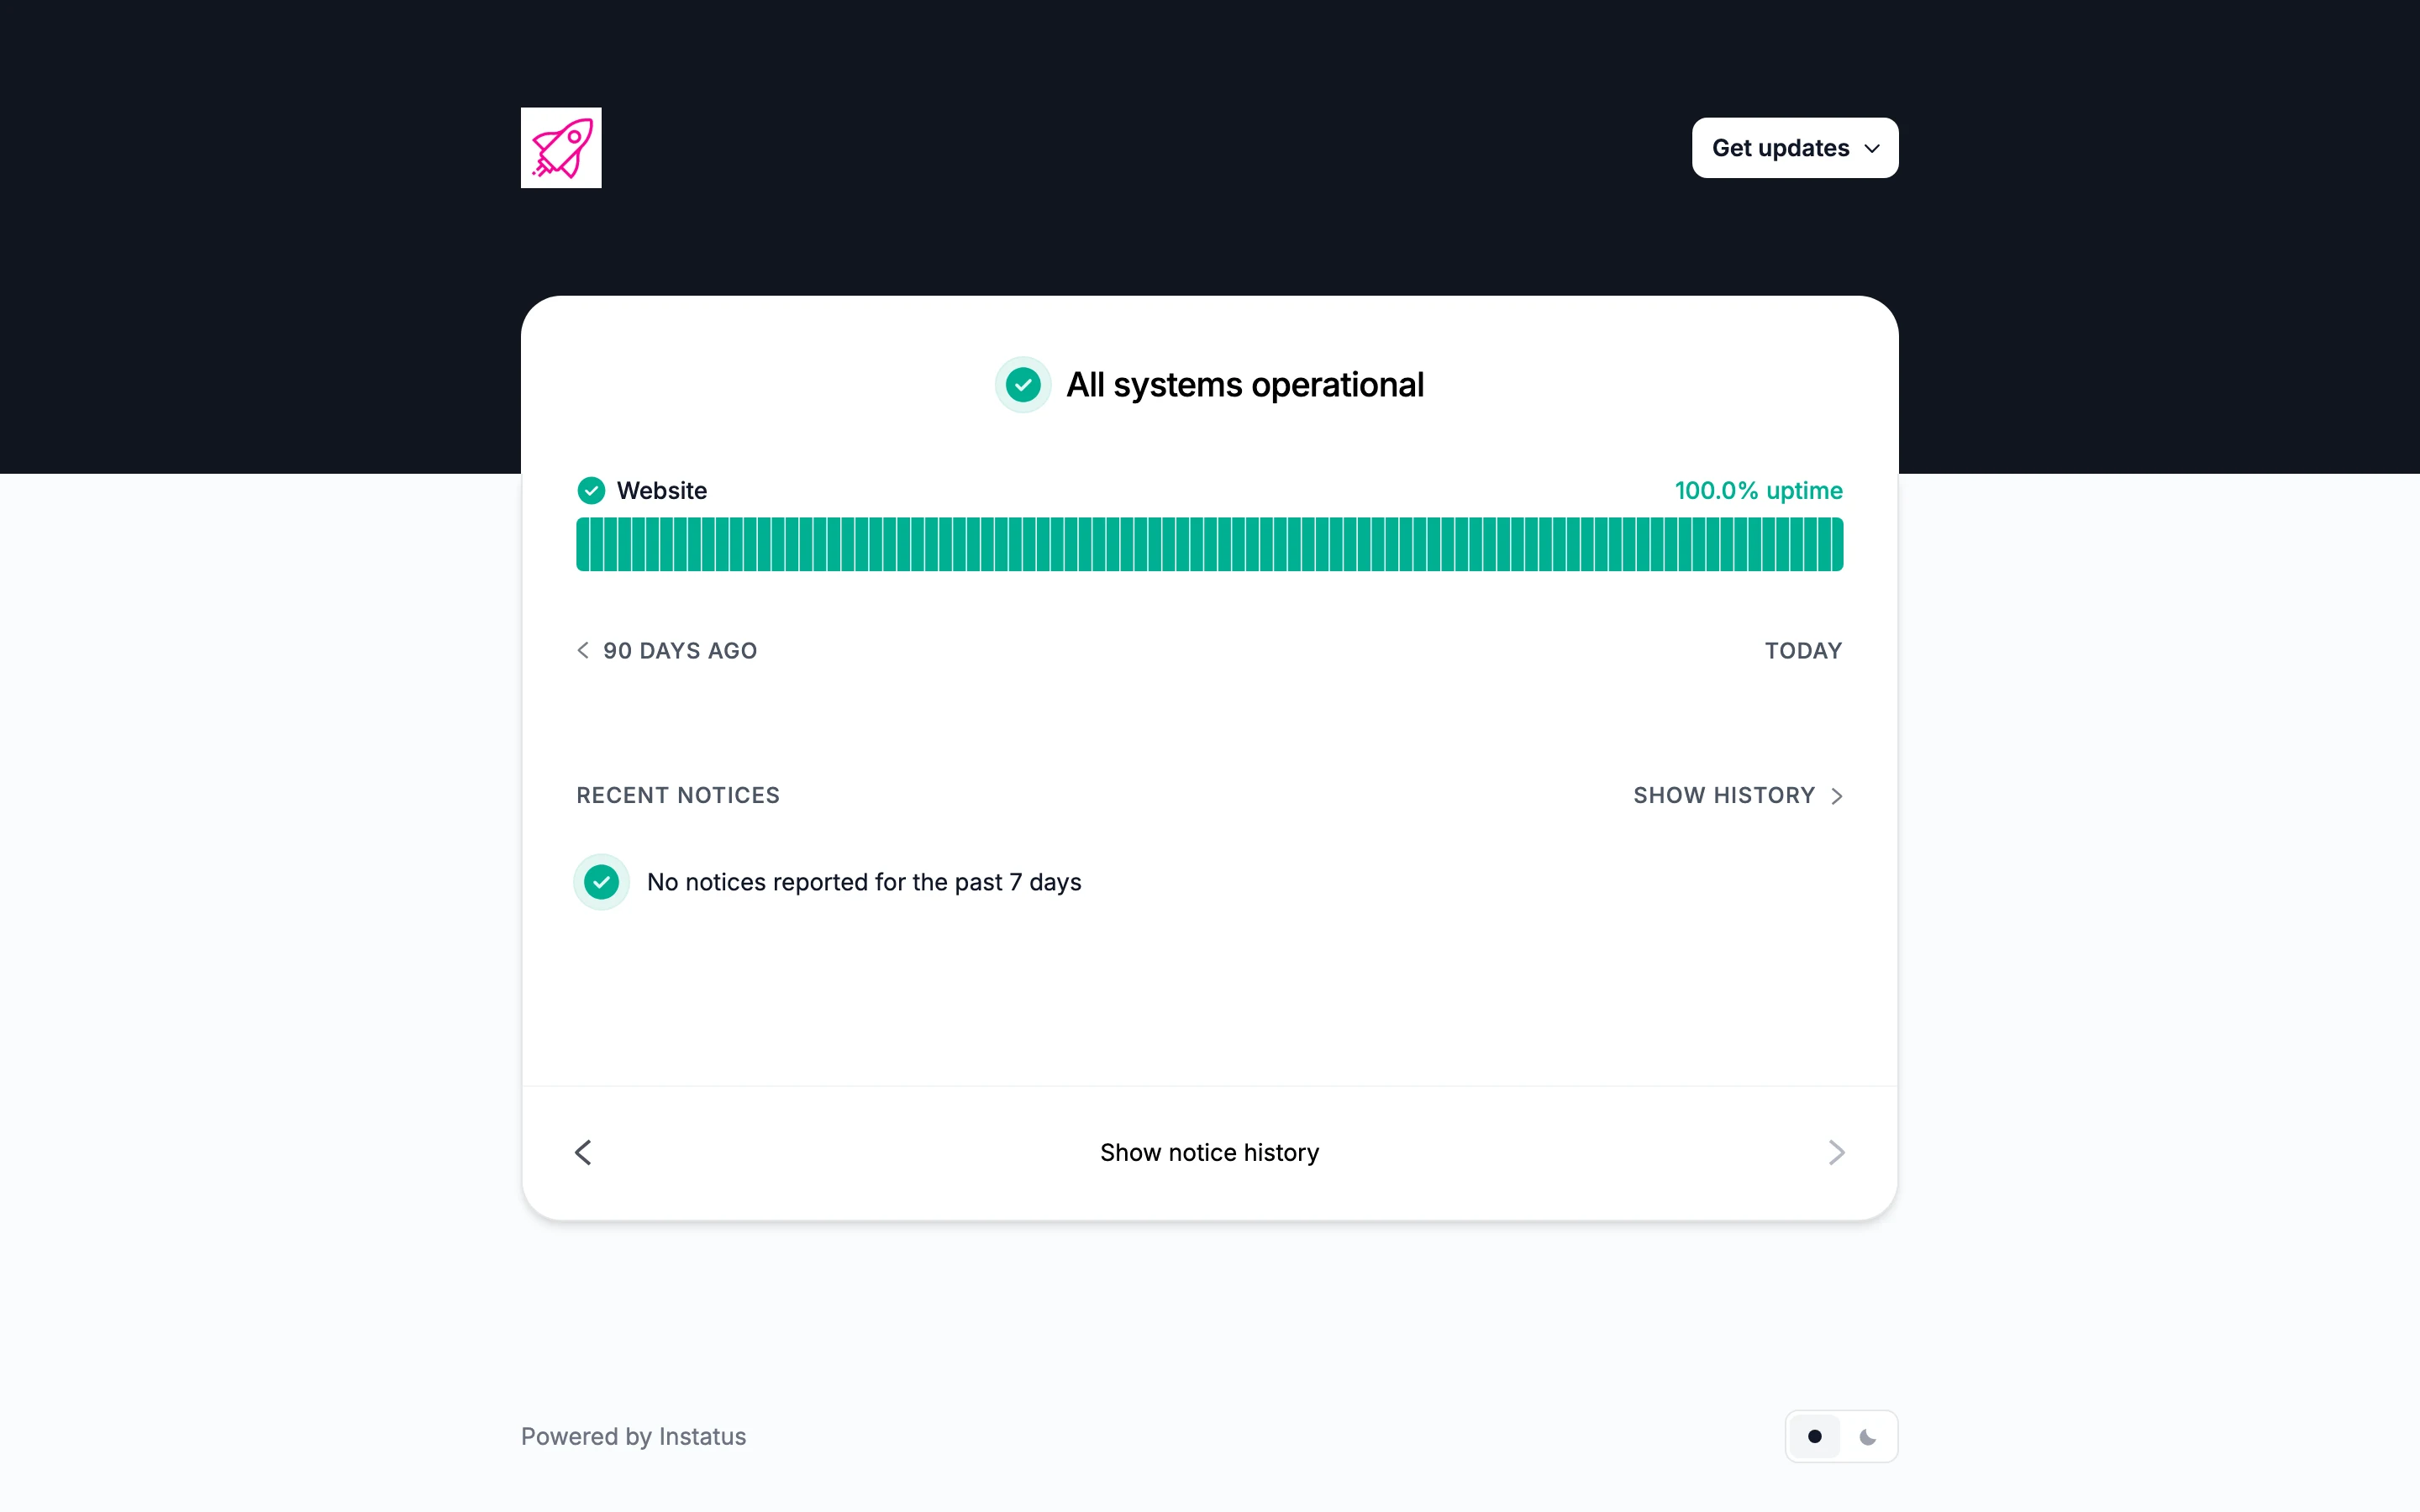 Get updates
All systems operational
Website
100.0% uptime
90 DAYS AGO
TODAY
RECENT NOTICES
SHOW HISTORY
No notices reported for the past 7 days
Show notice history
Powered by Instatus